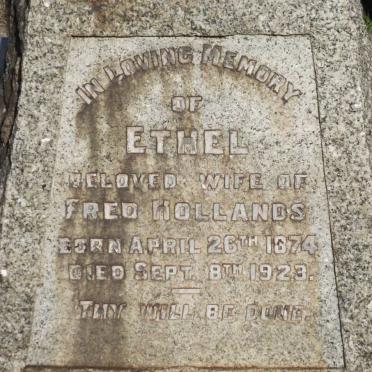 IN LOVING MEMORY
OF
ETHEL
BELOVED WIFE OF
FRED HOLLANDS
BORN APRIL 26TH 1874
DIED SEPT. 8TH 1923.
THY WILL BE DONE.